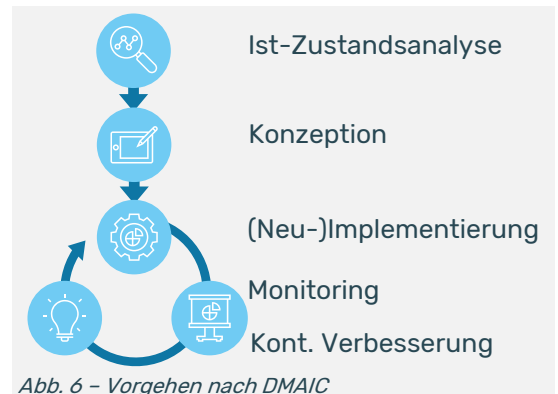 Ist-Zustandsanalyse
Konzeption
(Neu-)Implementierung
Monitoring
Kont. Verbesserung
Abb. 6 – Vorgehen nach DMAIC